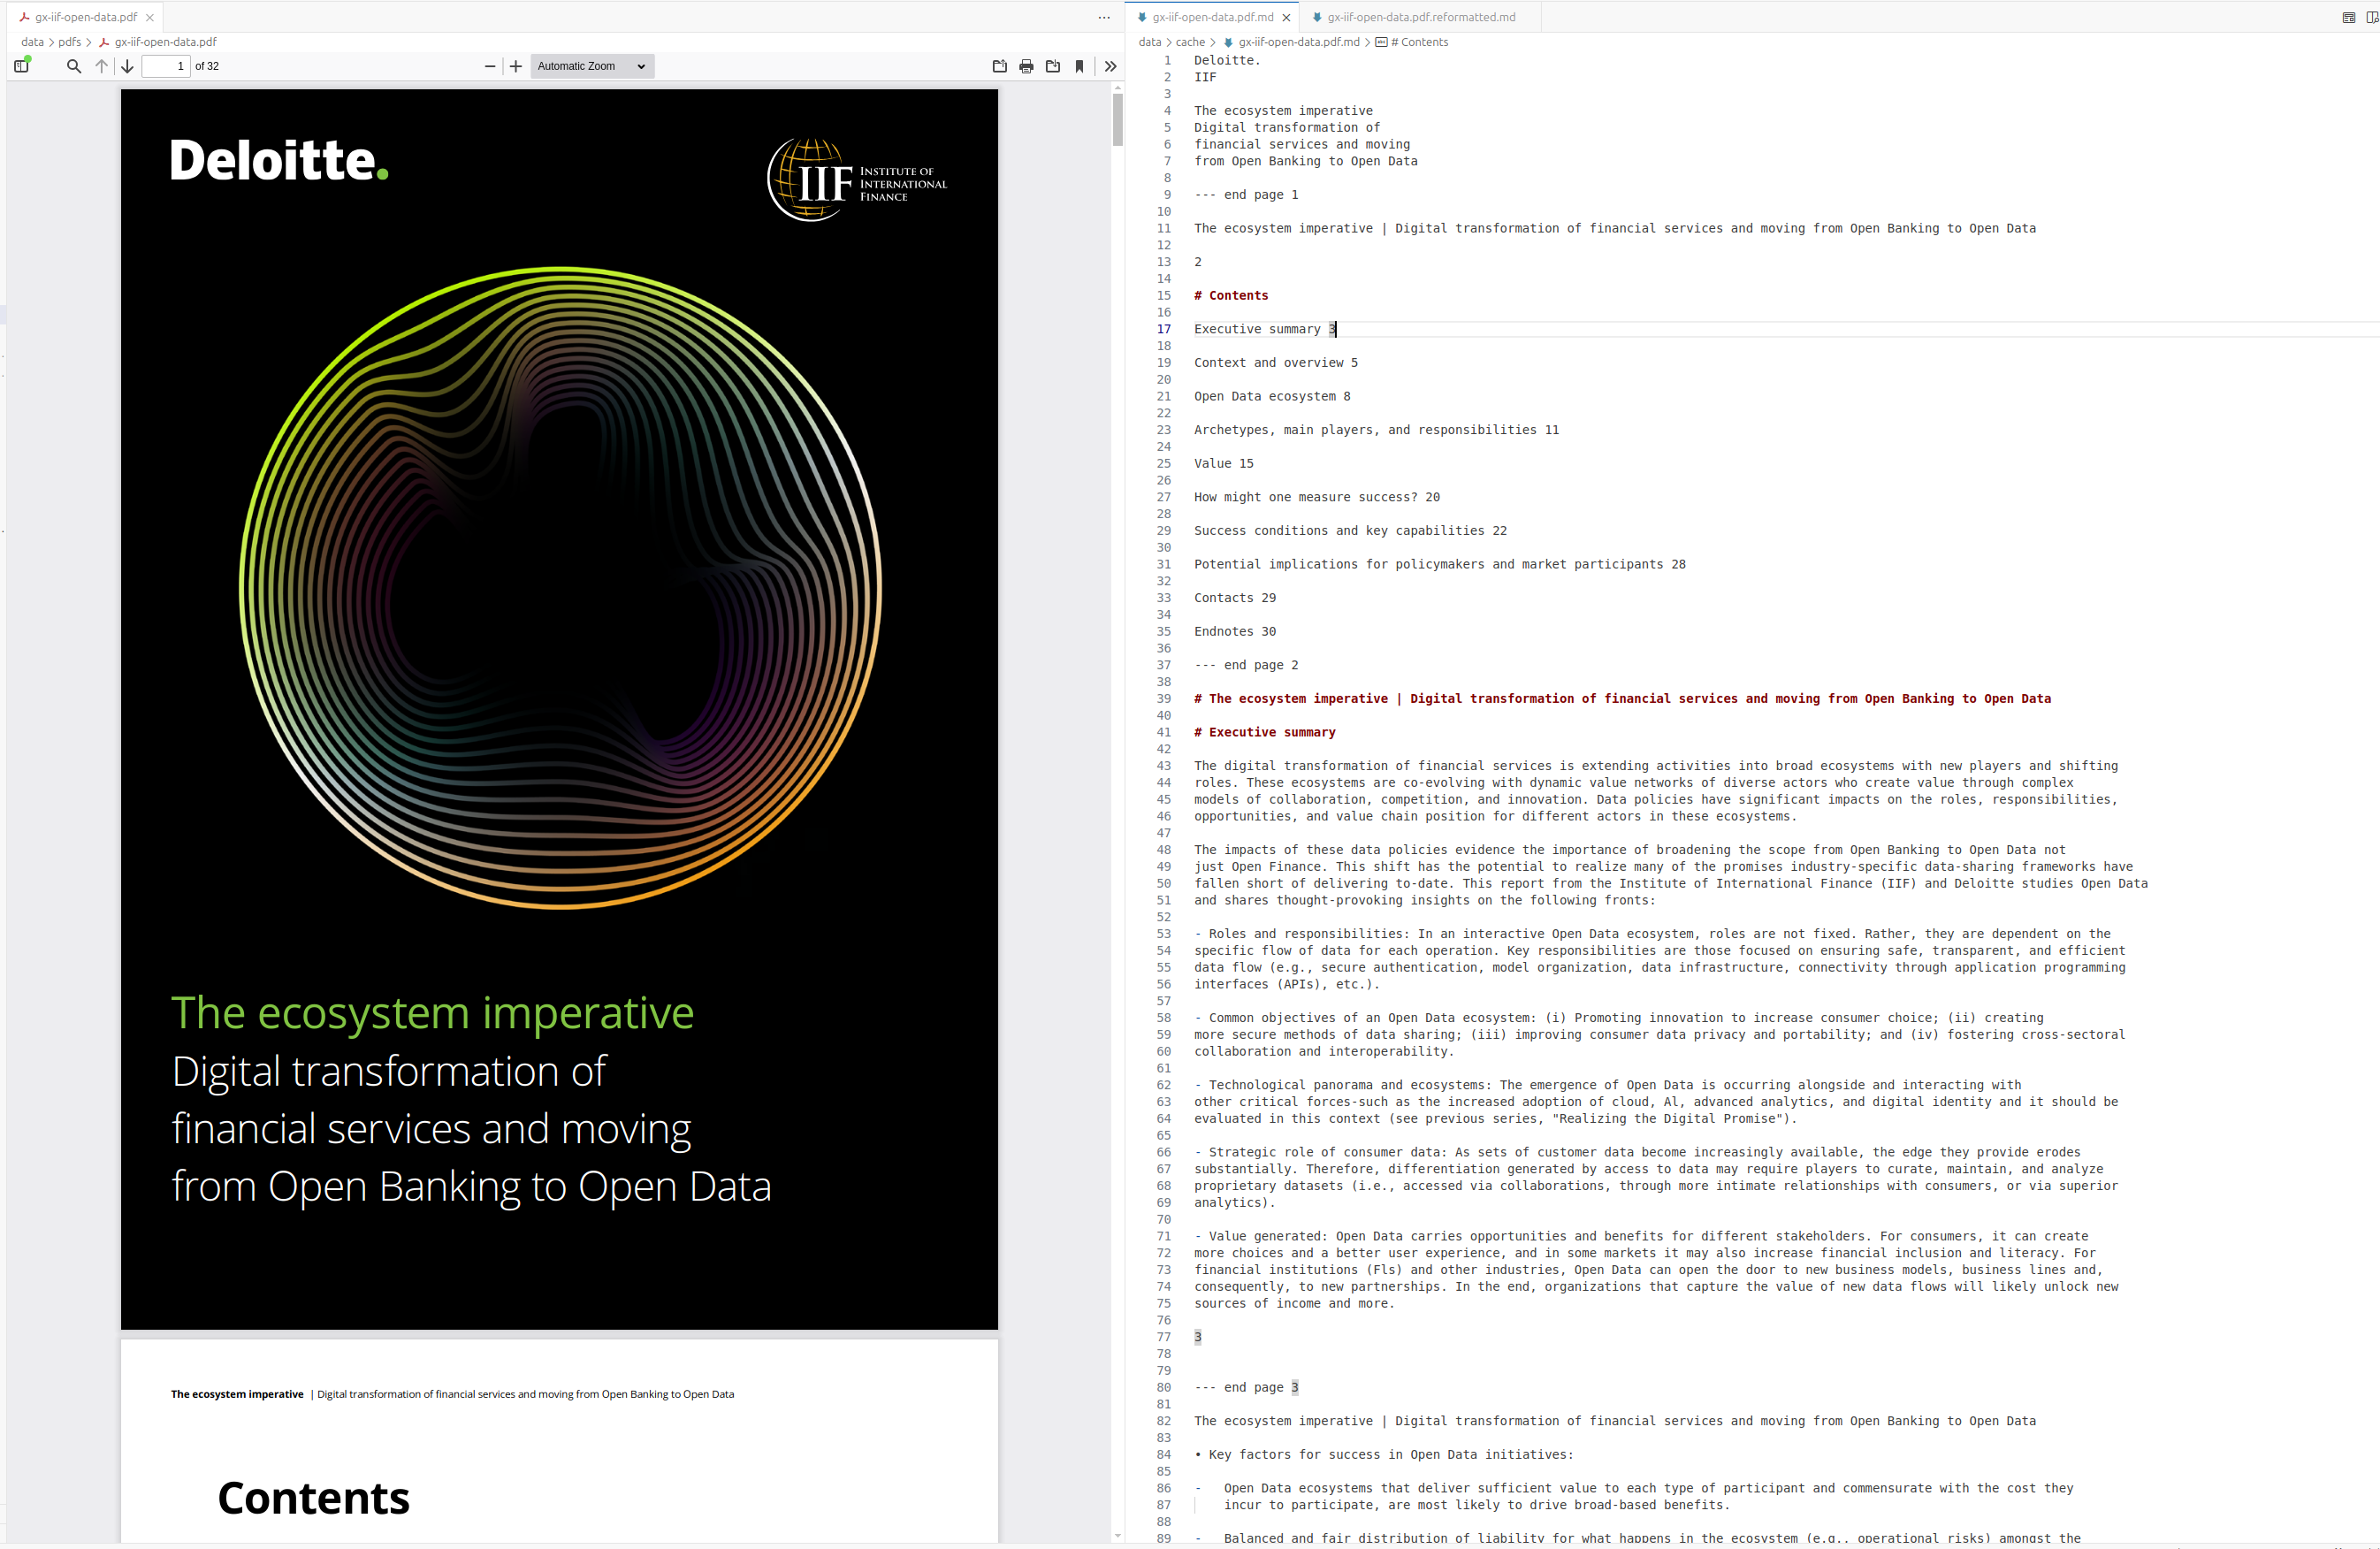 gx-iif-open-data.pdf
data > pdfs > gx-iif-open-data.pdf
1 of 32
Automatic Zoom
Deloitte.
IIF
INSTITUTE OF
INTERNATIONAL
FINANCE
The ecosystem imperative
Digital transformation of
financial services and moving
from Open Banking to Open Data
The ecosystem imperative | Digital transformation of financial services and moving from Open Banking to Open Data
Contents
gx-iif-open-data.pdf.md
gx-iif-open-data.pdf.reformatted.md
data > cache > gx-iif-open-data.pdf.md > # Contents
1 Deloitte.
2 IIF
3
4 The ecosystem imperative
5 Digital transformation of
6 financial services and moving
7 from Open Banking to Open Data
8
9 --- end page 1
10
11 The ecosystem imperative | Digital transformation of financial services and moving from Open Banking to Open Data
12
13 2
14
15 # Contents
16
17 Executive summary 3
18
19 Context and overview 5
20
21 Open Data ecosystem 8
22
23 Archetypes, main players, and responsibilities 11
24
25 Value 15
26
27 How might one measure success? 20
28
29 Success conditions and key capabilities 22
30
31 Potential implications for policymakers and market participants 28
32
33 Contacts 29
34
35 Endnotes 30
36
37 --- end page 2
38
39 # The ecosystem imperative | Digital transformation of financial services and moving from Open Banking to Open Data
40
41 # Executive summary
42
43 The digital transformation of financial services is extending activities into broad ecosystems with new players and shifting
44 roles. These ecosystems are co-evolving with dynamic value networks of diverse actors who create value through complex
45 models of collaboration, competition, and innovation. Data policies have significant impacts on the roles, responsibilities,
46 opportunities, and value chain position for different actors in these ecosystems.
47
48 The impacts of these data policies evidence the importance of broadening the scope from Open Banking to Open Data not
49 just Open Finance. This shift has the potential to realize many of the promises industry-specific data-sharing frameworks have
50 fallen short of delivering to-date. This report from the Institute of International Finance (IIF) and Deloitte studies Open Data
51 and shares thought-provoking insights on the following fronts:
52
53 - Roles and responsibilities: In an interactive Open Data ecosystem, roles are not fixed. Rather, they are dependent on the
54 specific flow of data for each operation. Key responsibilities are those focused on ensuring safe, transparent, and efficient
55 data flow (e.g., secure authentication, model organization, data infrastructure, connectivity through application programming
56 interfaces (APIs), etc.).
57
58 - Common objectives of an Open Data ecosystem: (i) Promoting innovation to increase consumer choice; (ii) creating
59 more secure methods of data sharing; (iii) improving consumer data privacy and portability; and (iv) fostering cross-sectoral
60 collaboration and interoperability.
61
62 - Technological panorama and ecosystems: The emergence of Open Data is occurring alongside and interacting with
63 other critical forces-such as the increased adoption of cloud, Al, advanced analytics, and digital identity and it should be
64 evaluated in this context (see previous series, "Realizing the Digital Promise").
65
66 - Strategic role of consumer data: As sets of customer data become increasingly available, the edge they provide erodes
67 substantially. Therefore, differentiation generated by access to data may require players to curate, maintain, and analyze
68 proprietary datasets (i.e., accessed via collaborations, through more intimate relationships with consumers, or via superior
69 analytics).
70
71 - Value generated: Open Data carries opportunities and benefits for different stakeholders. For consumers, it can create
72 more choices and a better user experience, and in some markets it may also increase financial inclusion and literacy. For
73 financial institutions (Fls) and other industries, Open Data can open the door to new business models, business lines and,
74 consequently, to new partnerships. In the end, organizations that capture the value of new data flows will likely unlock new
75 sources of income and more.
76
77 3
78
79
80 --- end page 3
81
82 The ecosystem imperative | Digital transformation of financial services and moving from Open Banking to Open Data
83
84 • Key factors for success in Open Data initiatives:
85
86 - Open Data ecosystems that deliver sufficient value to each type of participant and commensurate with the cost they
87 incur to participate, are most likely to drive broad-based benefits.
88
89 - Balanced and fair distribution of liability for what happens in the ecosystem (e.g., operational risks) amongst the